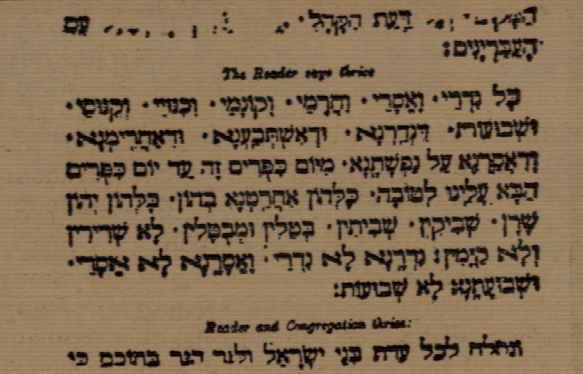 דַּעַת הַקָּהָל · עִם
הָעֲבַרְיָנִים:
The Reader says thrice
כָּל נִדְרֵי · וֶאֱסָרֵי · וַחֲרָמֵי · וְקוֹנָמֵי · וְכִנּוּיֵי · וְקִנּוּסֵי ·
וּשְׁבוּעוֹת · דִּנְדַרְנָא · וּדְאִשְׁתְּבַעְנָא · וּדְאַחֲרִימְנָא ·
וְדַאֲסַרְנָא עַל נַפְשָׁתָנָא · מִיּוֹם כִּפֻּרִים זֶה עַד יוֹם כִּפֻּרִים
הַבָּא עָלֵינוּ לְטוֹבָה · כֻּלְּהוֹן אִחֲרַטְנָא בְהוֹן · כֻּלְּהוֹן יְהוֹן
שָׁרָן · שְׁבִיקִין · שְׁבִיתִין · בְּטֵלִין וּמְבֻטָּלִין · לָא שְׁרִירִין
וְלָא קַיָּמִין: נִדְרָנָא לָא נִדְרֵי · וֶאֱסָרָנָא לָא אֱסָרֵי ·
וּשְׁבוּעָתָנָא לָא שְׁבוּעוֹת:
Reader and Congregation thrice:
וְנִסְלַח לְכָל עֲדַת בְּנֵי יִשְׂרָאֵל וְלַגֵּר הַגָּר בְּתוֹכָם כִּי